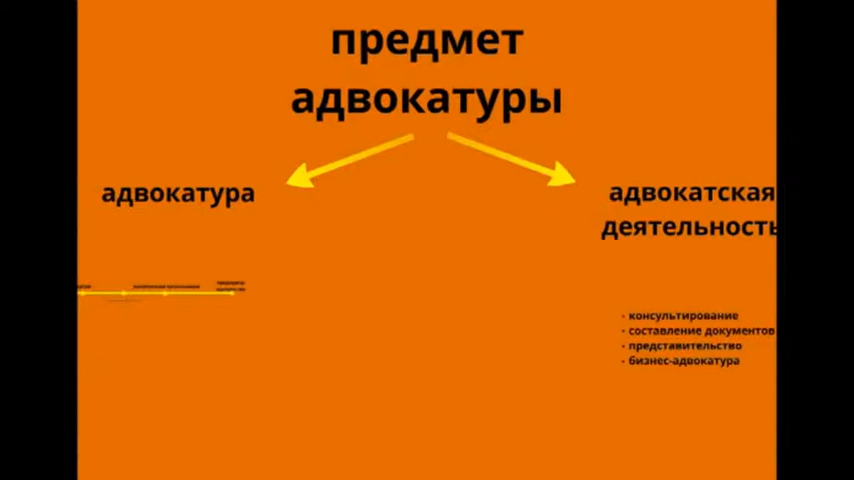 предмет
адвокатуры
адвокатура
адвокатская
деятельность
- консультирование
- составление документов
- представительство
- бизнес-адвокатура